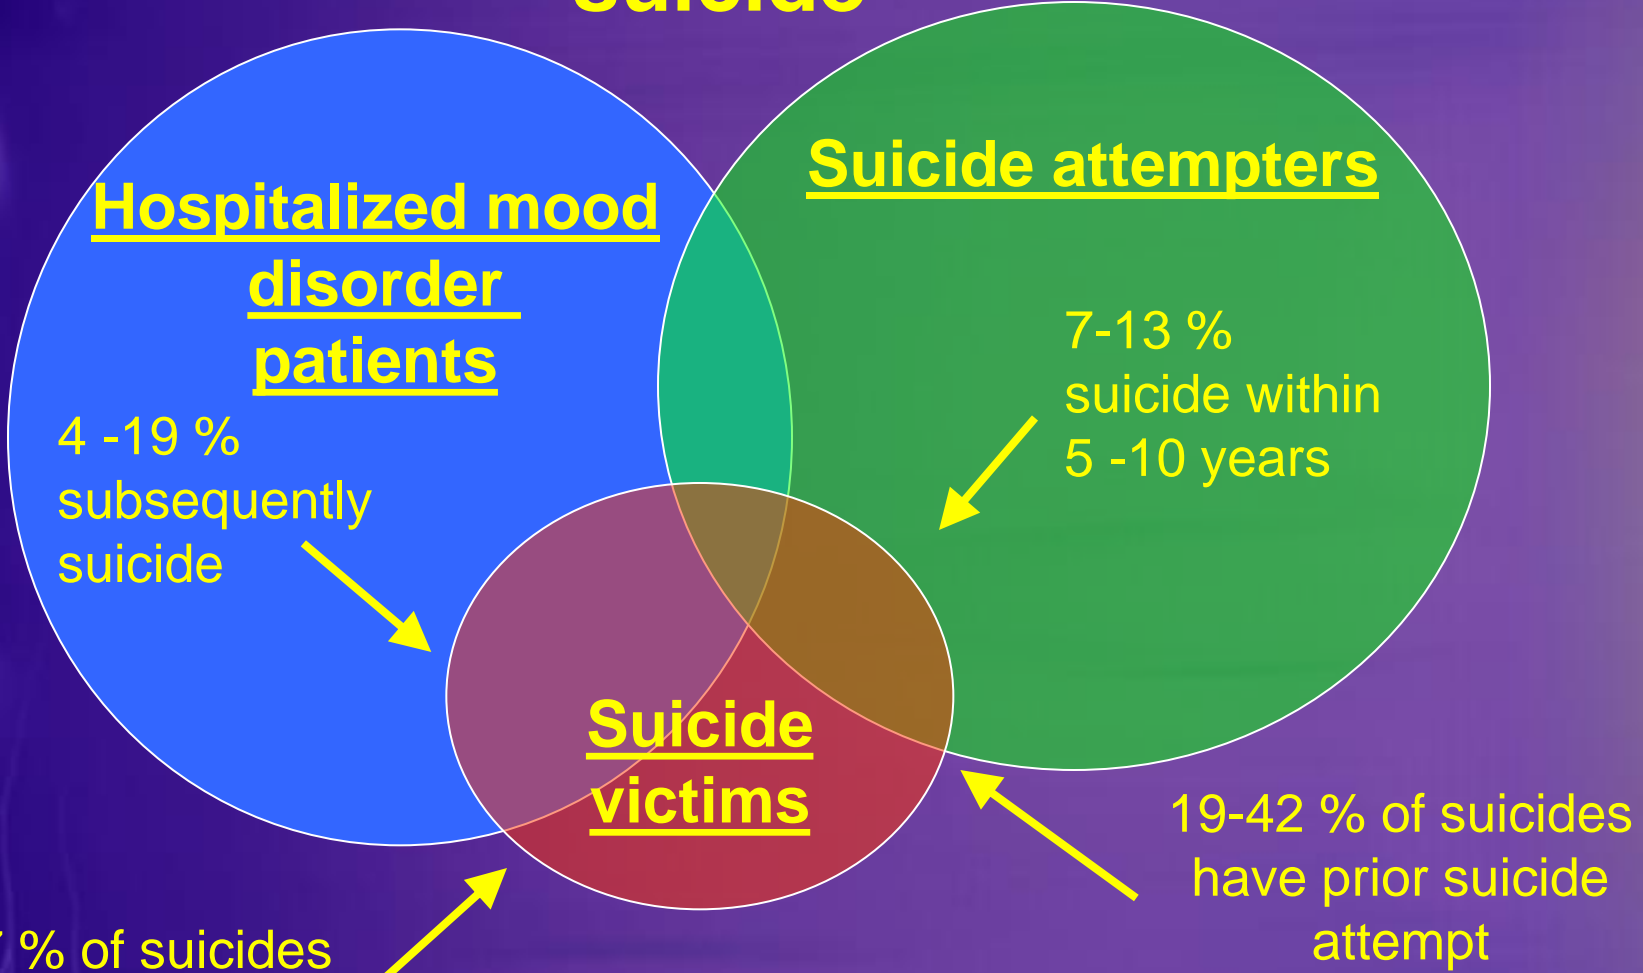 Hospitalized mood
disorder
patients
4 -19 %
subsequently
suicide
Suicide attempters
7-13 %
suicide within
5 -10 years
Suicide
victims
19-42 % of suicides
have prior suicide
attempt
% of suicides